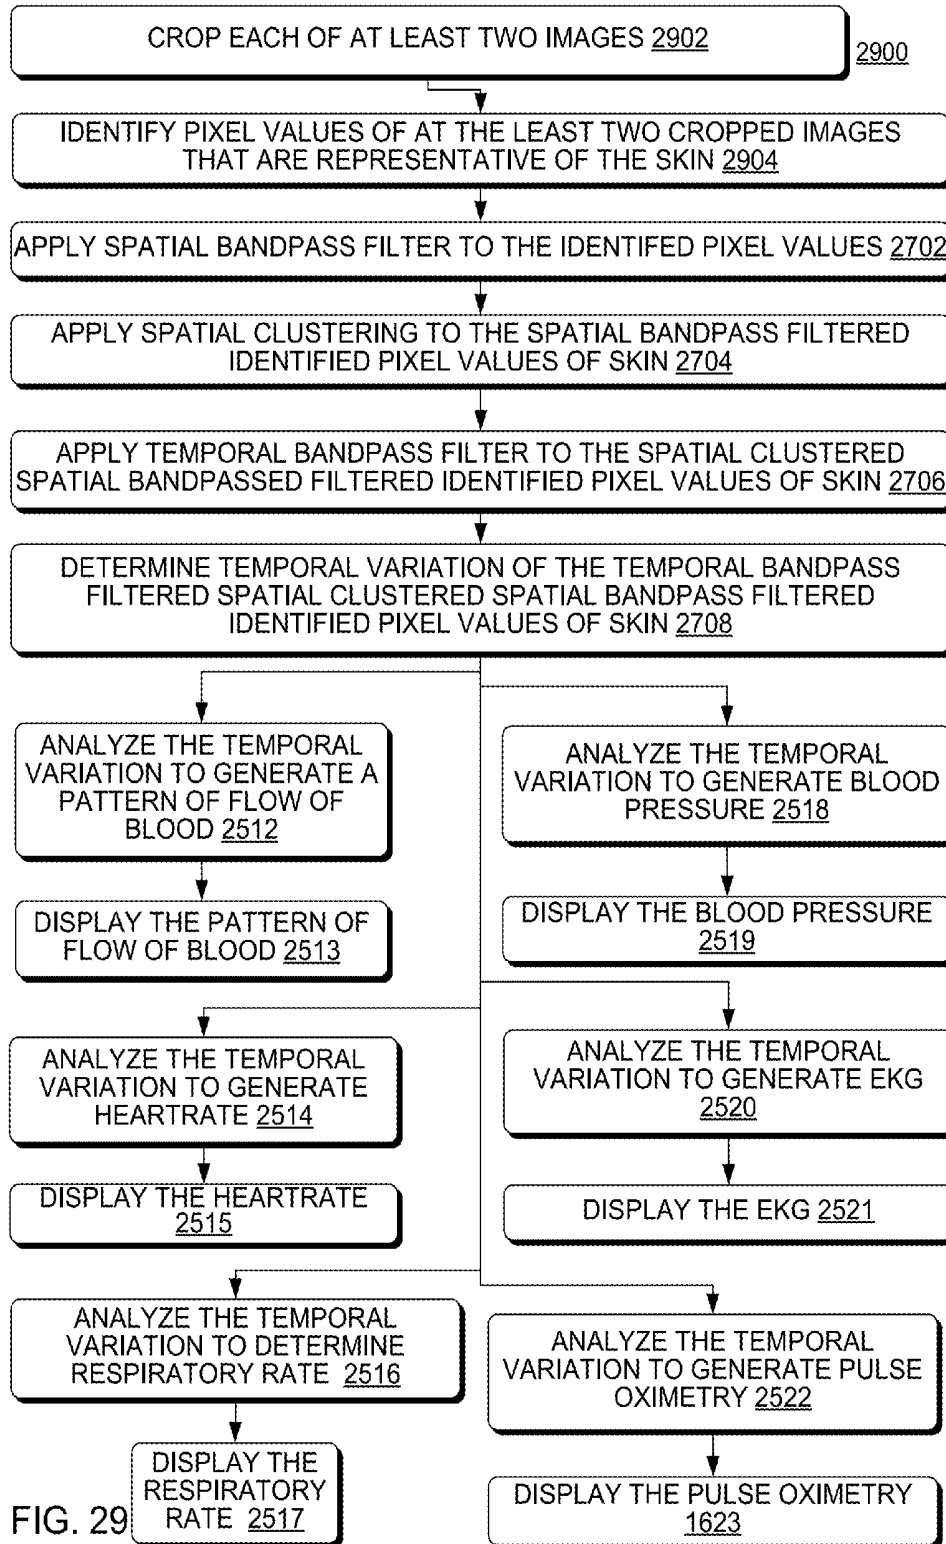 CROP EACH OF AT LEAST TWO IMAGES 2902
2900
IDENTIFY PIXEL VALUES OF AT THE LEAST TWO CROPPED IMAGES
THAT ARE REPRESENTATIVE OF THE SKIN 2904
APPLY SPATIAL BANDPASS FILTER TO THE IDENTIFED PIXEL VALUES 2702
APPLY SPATIAL CLUSTERING TO THE SPATIAL BANDPASS FILTERED
IDENTIFIED PIXEL VALUES OF SKIN 2704
APPLY TEMPORAL BANDPASS FILTER TO THE SPATIAL CLUSTERED
SPATIAL BANDPASSED FILTERED IDENTIFIED PIXEL VALUES OF SKIN 2706
DETERMINE TEMPORAL VARIATION OF THE TEMPORAL BANDPASS
FILTERED SPATIAL CLUSTERED SPATIAL BANDPASS FILTERED
IDENTIFIED PIXEL VALUES OF SKIN 2708
ANALYZE THE TEMPORAL
VARIATION TO GENERATE A
PATTERN OF FLOW OF
BLOOD 2512
ANALYZE THE TEMPORAL
VARIATION TO GENERATE BLOOD
PRESSURE 2518
DISPLAY THE PATTERN OF
FLOW OF BLOOD 2513
DISPLAY THE BLOOD PRESSURE
2519
ANALYZE THE TEMPORAL
VARIATION TO GENERATE
HEARTRATE 2514
ANALYZE THE TEMPORAL
VARIATION TO GENERATE EKG
2520
DISPLAY THE HEARTRATE
2515
DISPLAY THE EKG 2521
ANALYZE THE TEMPORAL
VARIATION TO DETERMINE
RESPIRATORY RATE 2516
ANALYZE THE TEMPORAL
VARIATION TO GENERATE PULSE
OXIMETRY 2522
DISPLAY THE
RESPIRATORY
RATE 2517
DISPLAY THE PULSE OXIMETRY
1623
FIG. 29